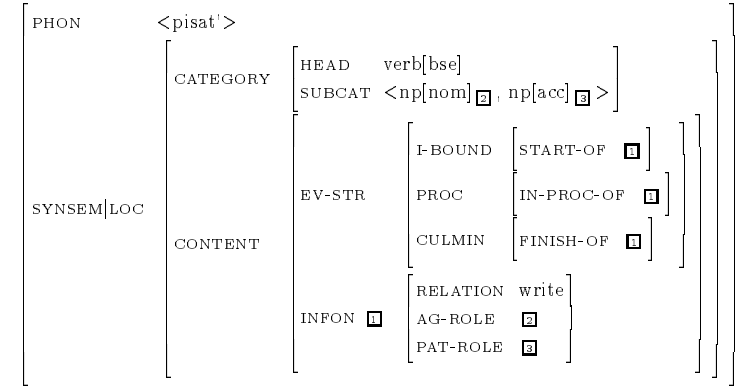 PHON <pisat'>
CATEGORY HEAD verb[bse]
SUBCAT <np[nom] 2 , np[acc] 3 >
SYNSEM|LOC
I-BOUND START-OF 1
EV-STR PROC IN-PROC-OF 1
CULMIN FINISH-OF 1
CONTENT
RELATION write
INFON 1 AG-ROLE 2
PAT-ROLE 3